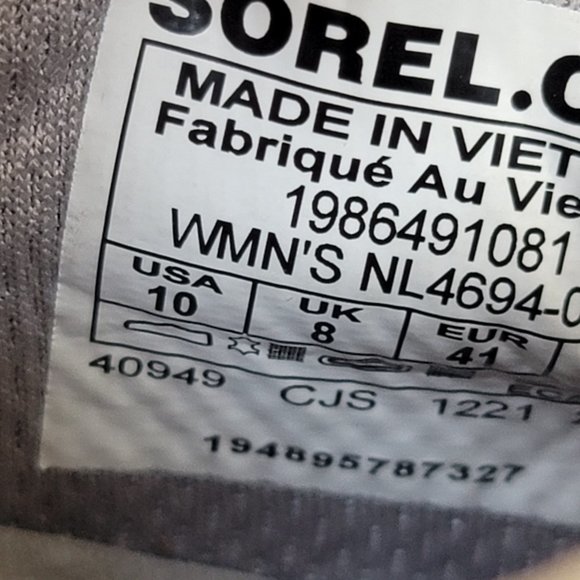 SOREL.C
MADE IN VIET
Fabriqué Au Vie
1986491081
WMN'S NL4694-0
USA UK EUR
10 8 41
40949 CJS 1221
194895787327